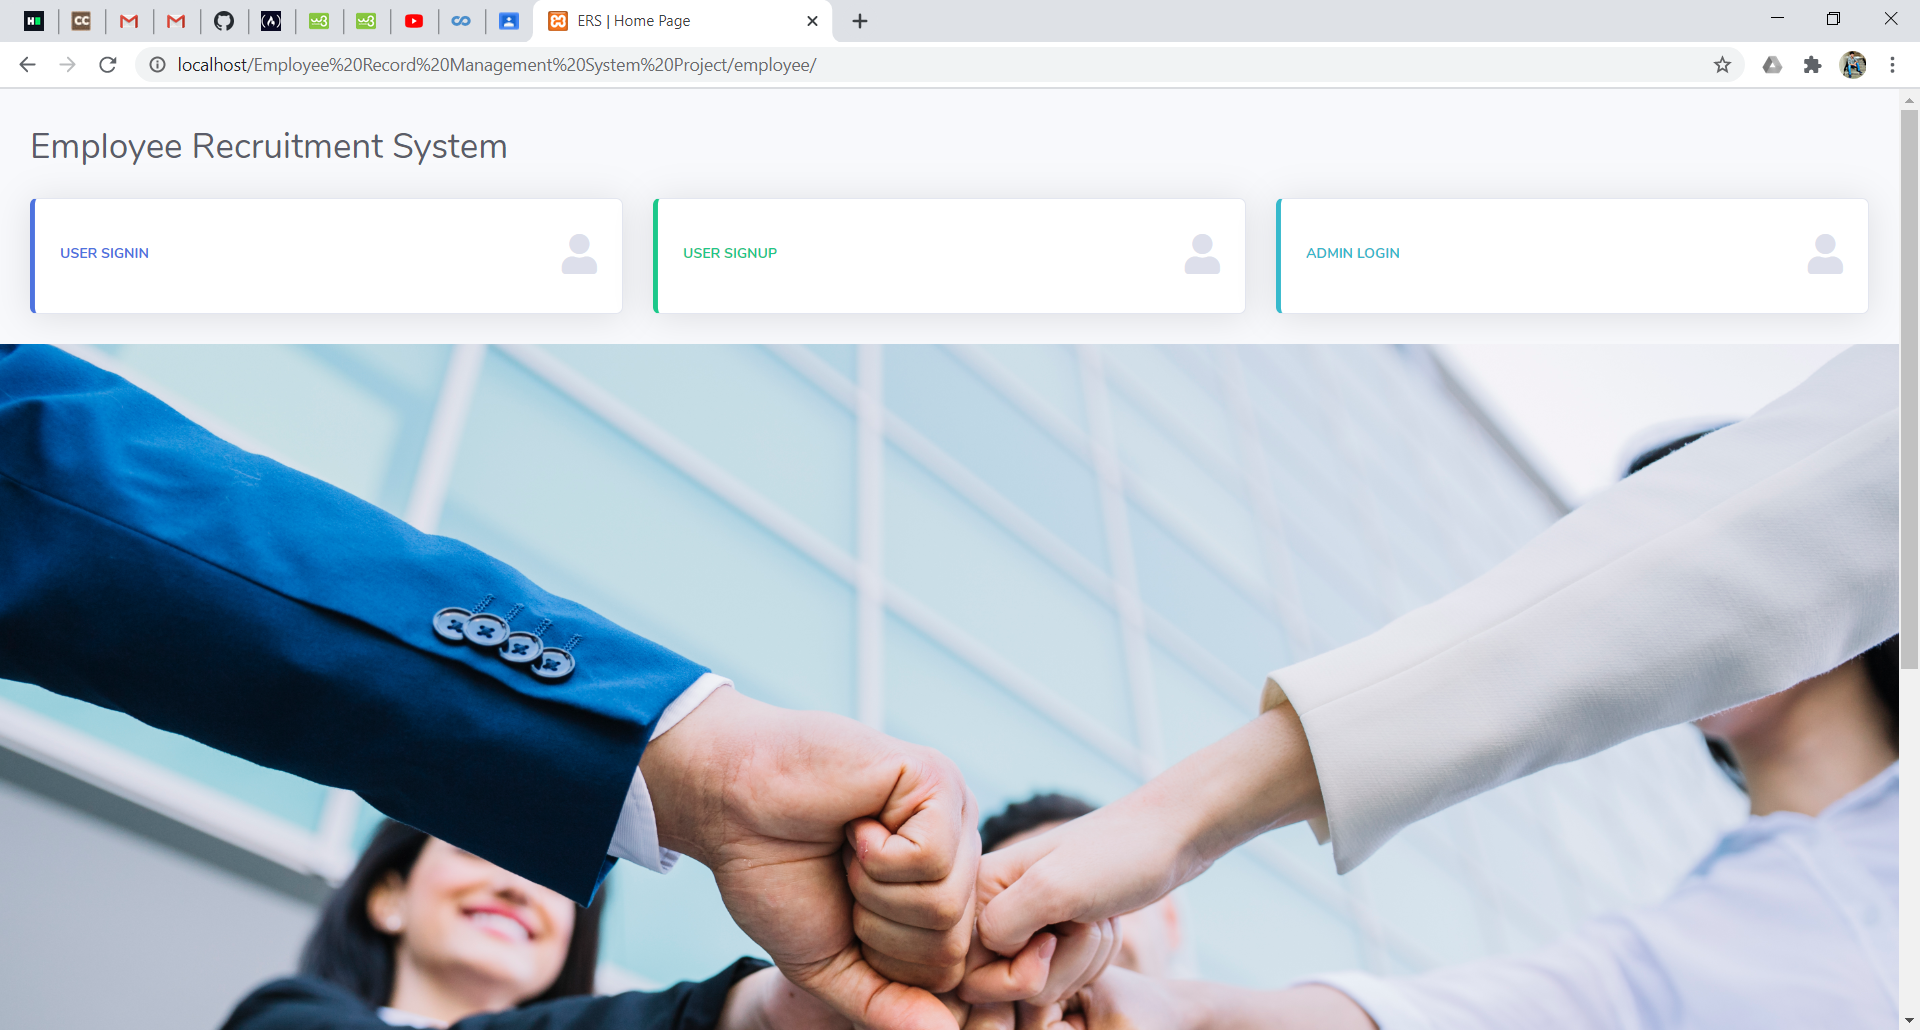 ERS | Home Page
localhost/Employee%20Record%20Management%20System%20Project/employee/
Employee Recruitment System
USER SIGNIN
USER SIGNUP
ADMIN LOGIN